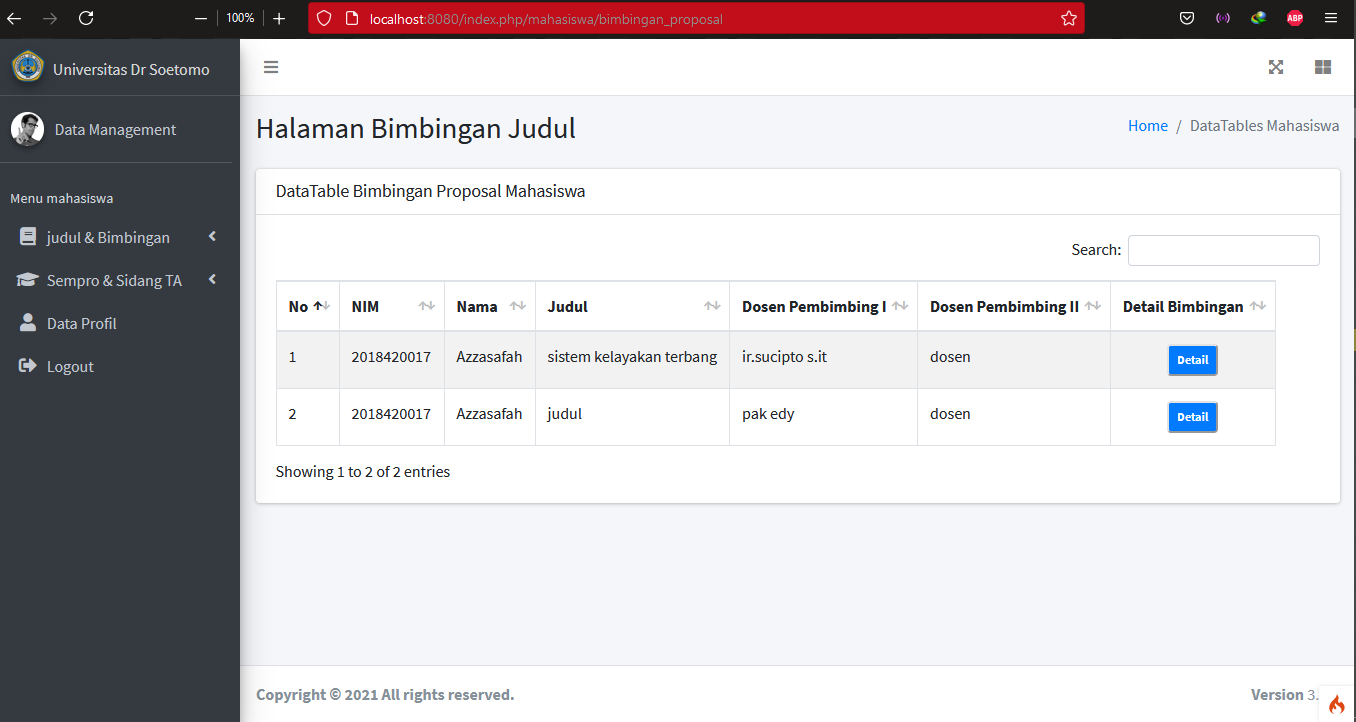 100%
localhost:8080/index.php/mahasiswa/bimbingan_proposal
ABP
Universitas Dr Soetomo
Data Management
Menu mahasiswa
judul & Bimbingan
Sempro & Sidang TA
Data Profil
Logout
Halaman Bimbingan Judul
Home / DataTables Mahasiswa
DataTable Bimbingan Proposal Mahasiswa
Search:
No NIM Nama Judul Dosen Pembimbing I Dosen Pembimbing II Detail Bimbingan
1 2018420017 Azzasafah sistem kelayakan terbang ir.sucipto s.it dosen Detail
2 2018420017 Azzasafah judul pak edy dosen Detail
Showing 1 to 2 of 2 entries
Copyright © 2021 All rights reserved.
Version 3.